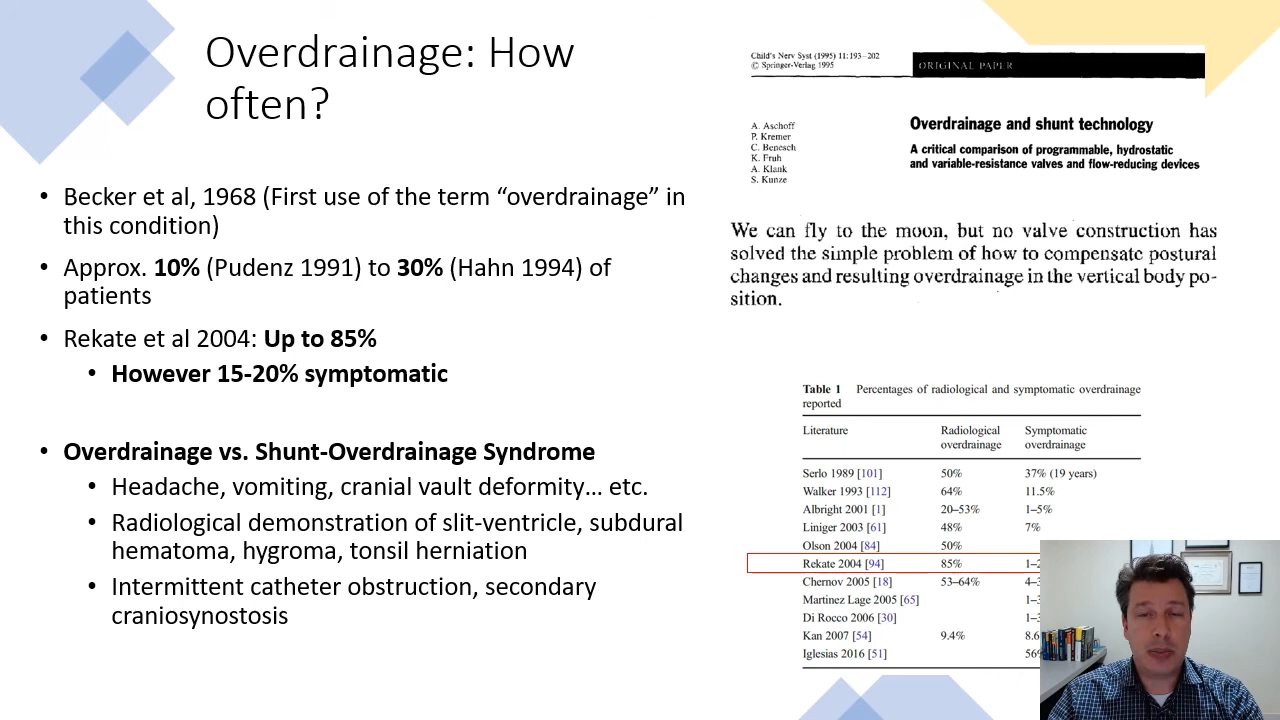 Overdrainage: How
often?
• Becker et al, 1968 (First use of the term “overdrainage” in
this condition)
• Approx. 10% (Pudenz 1991) to 30% (Hahn 1994) of
patients
• Rekate et al 2004: Up to 85%
• However 15-20% symptomatic
• Overdrainage vs. Shunt-Overdrainage Syndrome
• Headache, vomiting, cranial vault deformity… etc.
• Radiological demonstration of slit-ventricle, subdural
hematoma, hygroma, tonsil herniation
• Intermittent catheter obstruction, secondary
craniosynostosis
Child's Nerv Syst (1995) 11:193–202
© Springer-Verlag 1995
ORIGINAL PAPER
A. Aschoff
P. Kremer
C. Benesch
K. Fruh
A. Klank
S. Kunze
Overdrainage and shunt technology
A critical comparison of programmable, hydrostatic
and variable-resistance valves and flow-reducing devices
We can fly to the moon, but no valve construction has
solved the simple problem of how to compensate postural
changes and resulting overdrainage in the vertical body po-
sition.
Table 1 Percentages of radiological and symptomatic overdrainage
reported
Literature Radiological Symptomatic
overdrainage overdrainage
Serlo 1989 [101] 50% 37% (19 years)
Walker 1993 [112] 64% 11.5%
Albright 2001 [1] 20–53% 1–5%
Liniger 2003 [61] 48% 7%
Olson 2004 [84] 50%
Rekate 2004 [94] 85%
Chernov 2005 [18] 53–64%
Martinez Lage 2005 [65]
Di Rocco 2006 [30]
Kan 2007 [54] 9.4%
Iglesias 2016 [51]